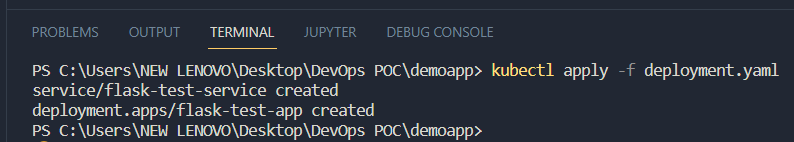 PROBLEMS OUTPUT TERMINAL JUPYTER DEBUG CONSOLE
PS C:\Users\NEW LENOVO\Desktop\DevOps POC\demoapp> kubectl apply -f deployment.yaml
service/flask-test-service created
deployment.apps/flask-test-app created
PS C:\Users\NEW LENOVO\Desktop\DevOps POC\demoapp>